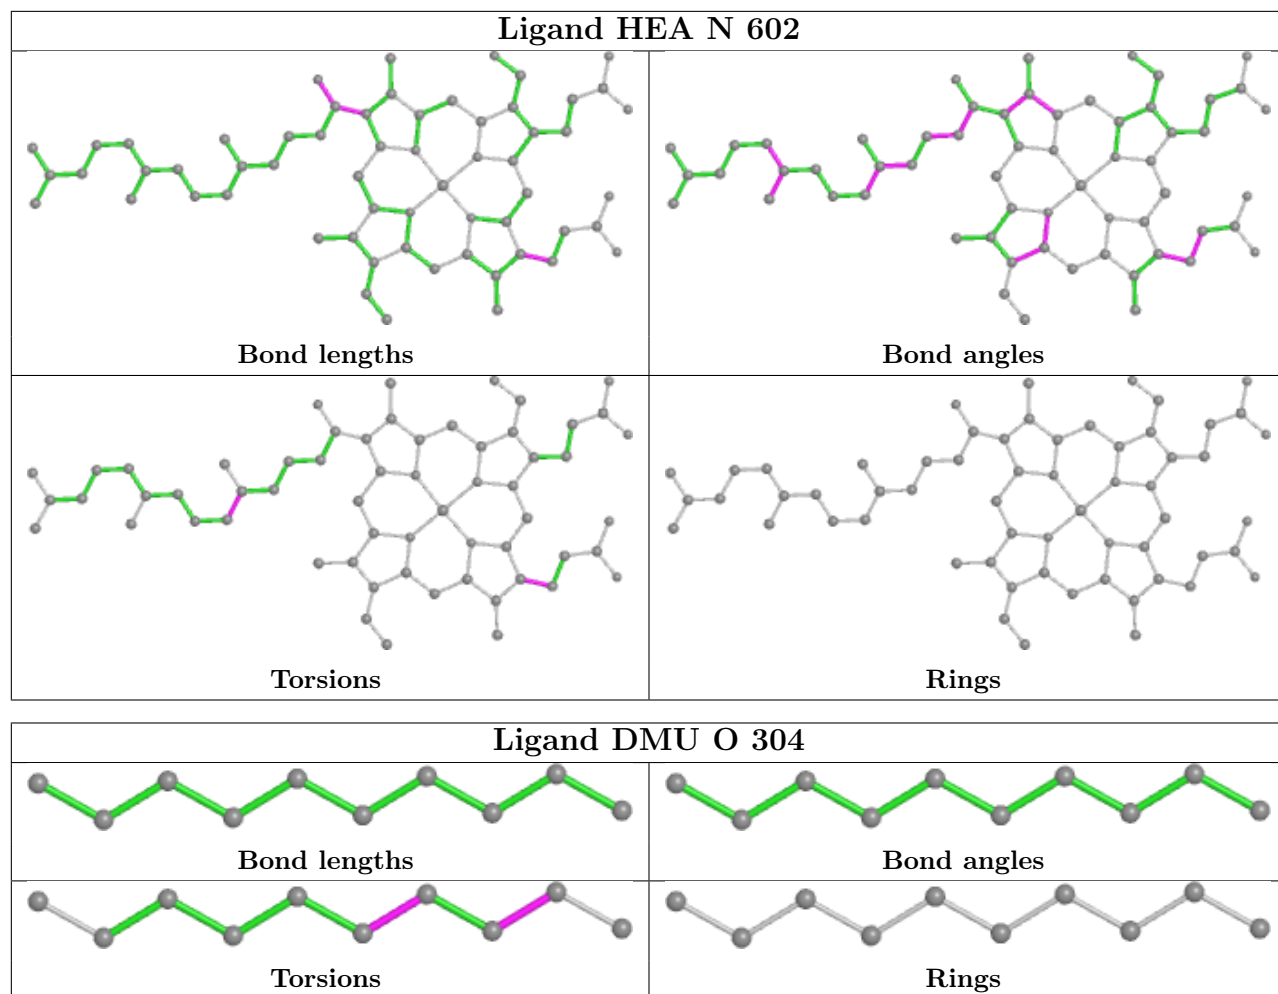 Ligand HEA N 602
Bond lengths
Bond angles
Torsions
Rings
Ligand DMU O 304
Bond lengths
Bond angles
Torsions
Rings